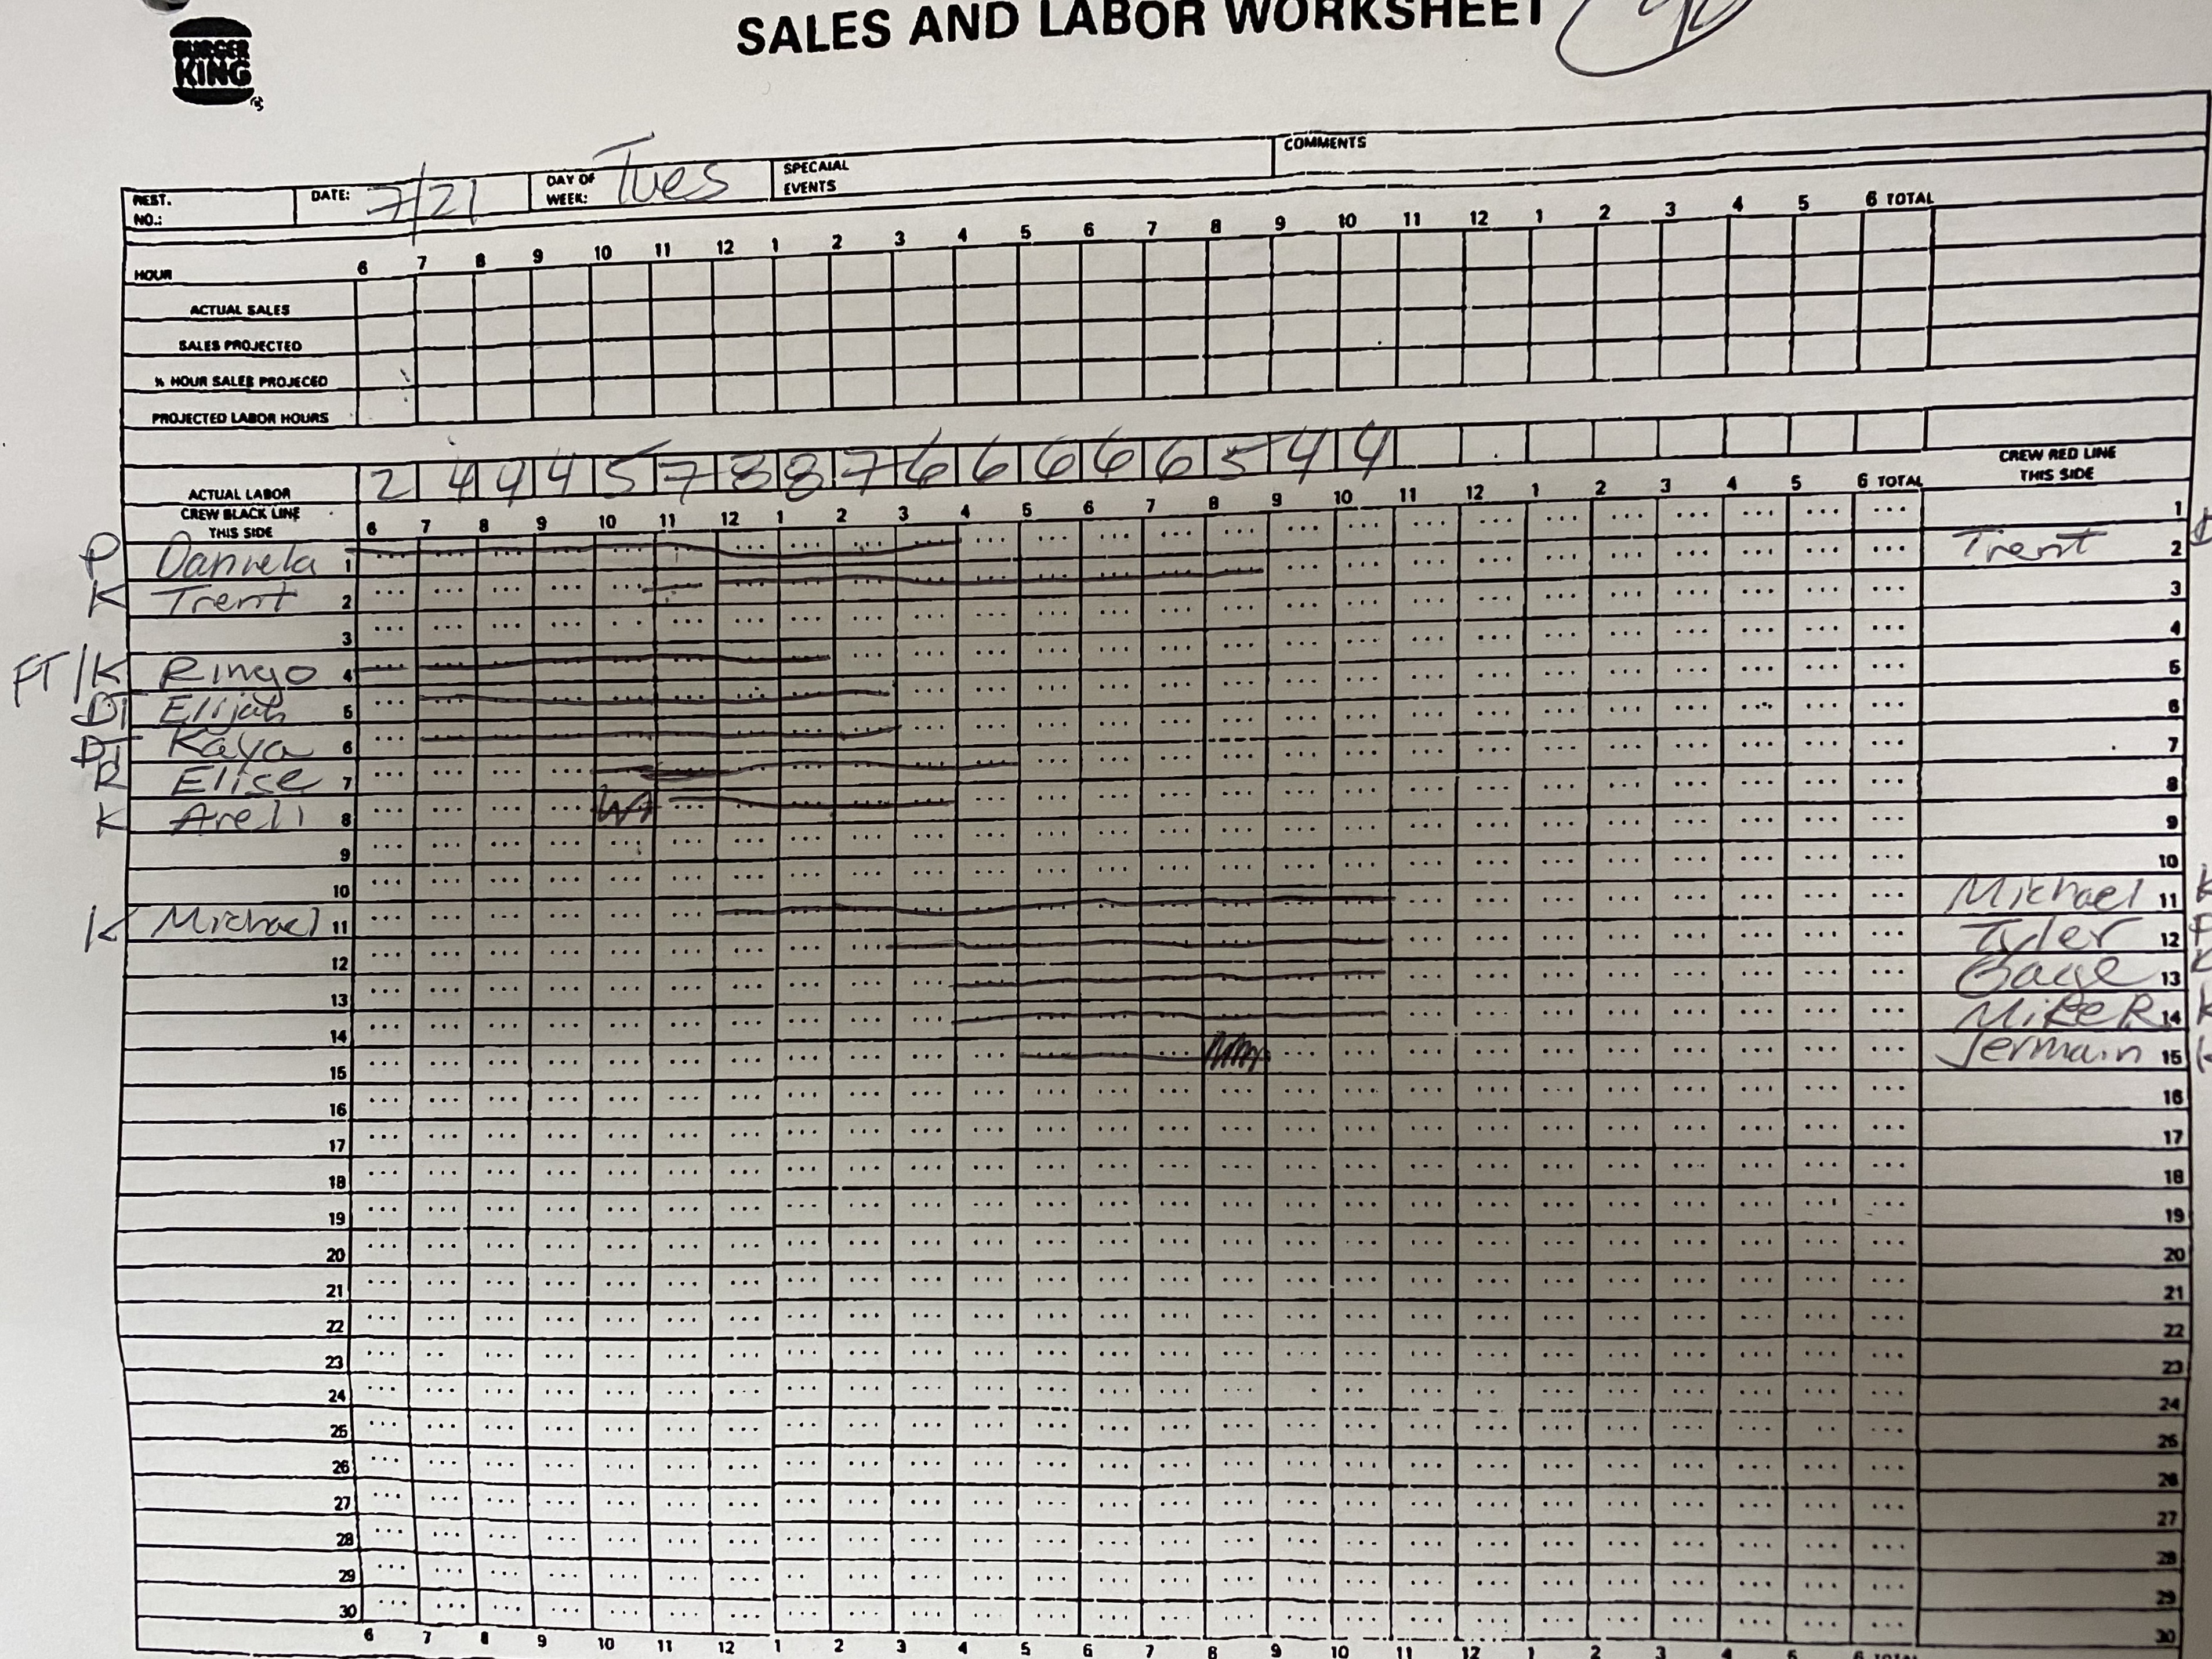 BURGER KING
SALES AND LABOR WORKSHEET
REST. NO.: DATE: 7/21 DAY OF WEEK: Tues SPECAIAL EVENTS COMMENTS
HOUR 6 7 8 9 10 11 12 1 2 3 4 5 6 7 8 9 10 11 12 1 2 3 4 5 6 TOTAL
ACTUAL SALES
SALES PROJECTED
½ HOUR SALES PROJECED
PROJECTED LABOR HOURS
ACTUAL LABOR 2 4 4 4 5 7 8 8 7 6 6 6 6 6 5 4 4
CREW BLACK LINE THIS SIDE 6 7 8 9 10 11 12 1 2 3 4 5 6 7 8 9 10 11 12 1 2 3 4 5 6 TOTAL CREW RED LINE THIS SIDE
1
P Daniela 1 Trent 2
K Trent 2 3
3 4
FT/K Ringo 4 5
DT Elijah 5 6
DT Kaya 6 7
R Elise 7 8
K Areli 8 9
9 10
10 Michael 11 K
K Michael 11 Tyler 12
12 Gage 13
13 Mike R 14
14 Jermain 15
15 16
16 17
17 18
18 19
19 20
20 21
21 22
22 23
23 24
24 25
25 26
26 27
27 28
28 29
29 30
30
6 7 8 9 10 11 12 1 2 3 4 5 6 7 8 9 10 11 12 1 2 3 4 5 6 TOTAL